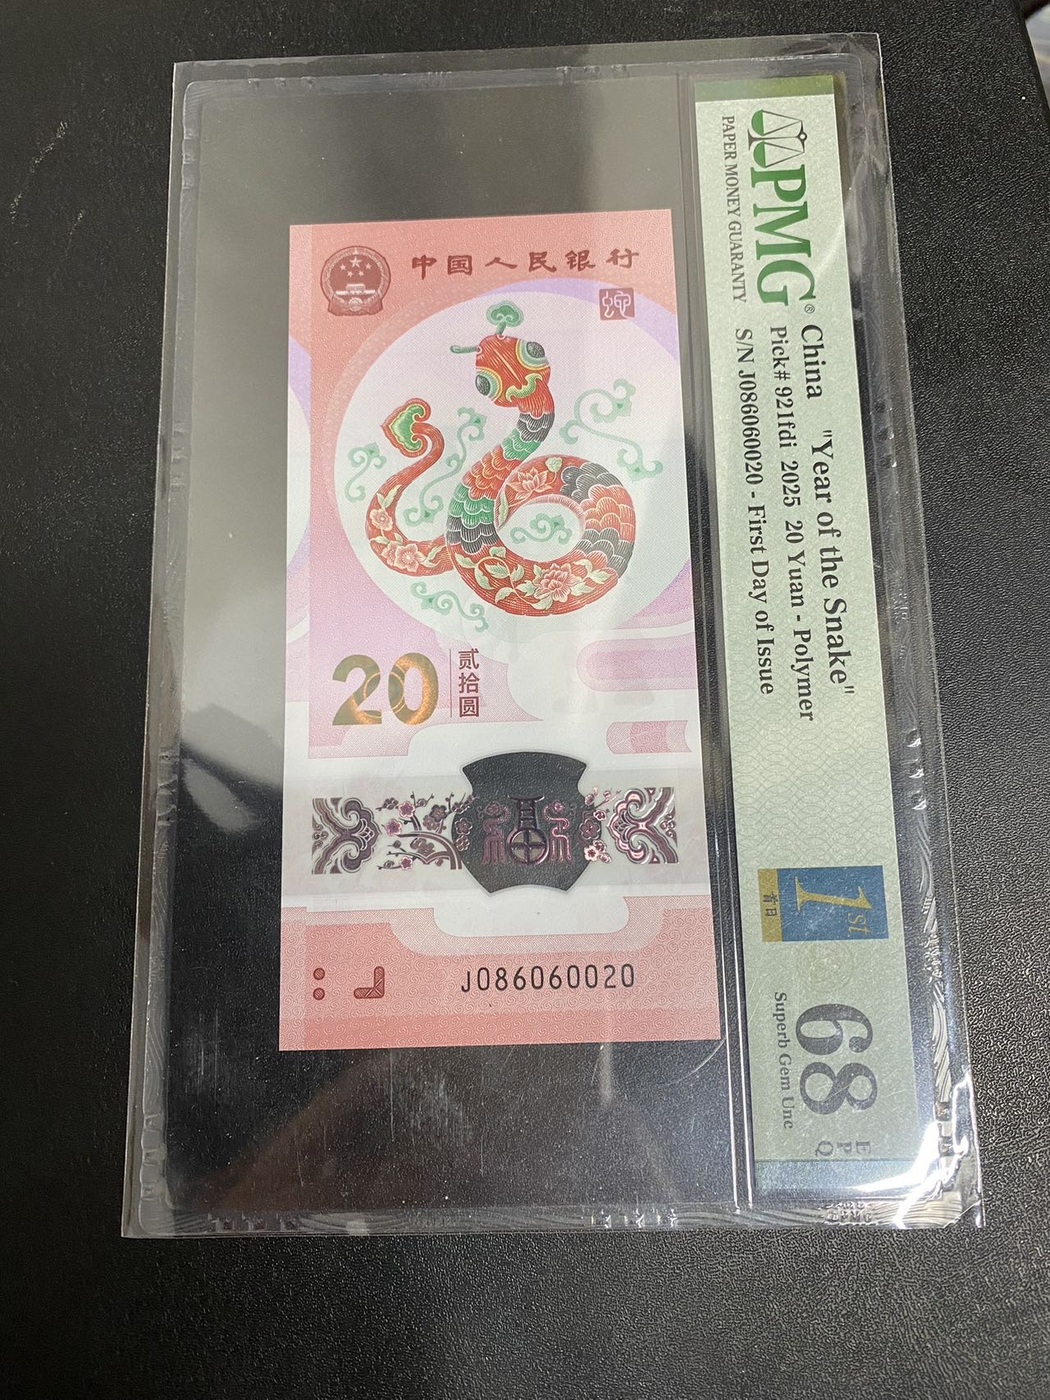 中国人民银行
蛇
20
贰拾圆
福
J086060020
PMG®
PAPER MONEY GUARANTY
China "Year of the Snake"
Pick# 921fdi 2025 20 Yuan - Polymer
S/N J086060020 - First Day of Issue
1st
首日
68
EPQ
Superb Gem Unc